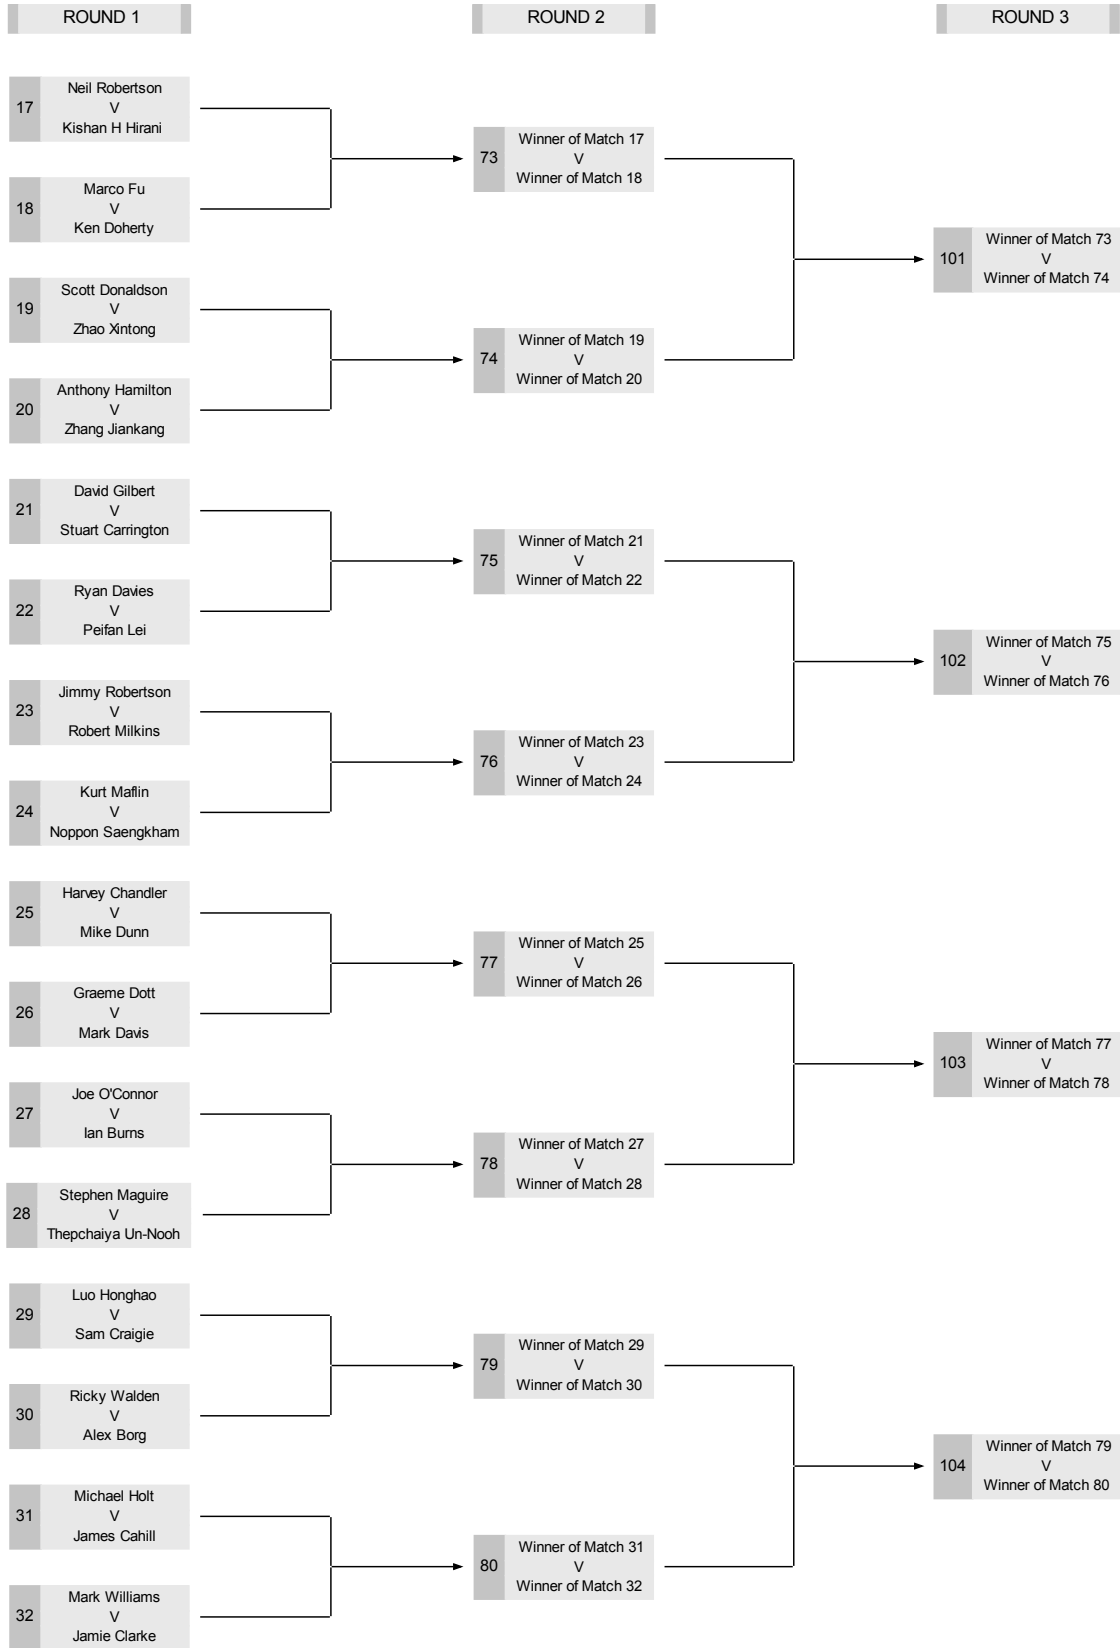 ROUND 1
ROUND 2
ROUND 3
17
Neil Robertson
V
Kishan H Hirani
18
Marco Fu
V
Ken Doherty
19
Scott Donaldson
V
Zhao Xintong
20
Anthony Hamilton
V
Zhang Jiankang
21
David Gilbert
V
Stuart Carrington
22
Ryan Davies
V
Peifan Lei
23
Jimmy Robertson
V
Robert Milkins
24
Kurt Maflin
V
Noppon Saengkham
25
Harvey Chandler
V
Mike Dunn
26
Graeme Dott
V
Mark Davis
27
Joe O'Connor
V
Ian Burns
28
Stephen Maguire
V
Thepchaiya Un-Nooh
29
Luo Honghao
V
Sam Craigie
30
Ricky Walden
V
Alex Borg
31
Michael Holt
V
James Cahill
32
Mark Williams
V
Jamie Clarke
73
Winner of Match 17
V
Winner of Match 18
74
Winner of Match 19
V
Winner of Match 20
75
Winner of Match 21
V
Winner of Match 22
76
Winner of Match 23
V
Winner of Match 24
77
Winner of Match 25
V
Winner of Match 26
78
Winner of Match 27
V
Winner of Match 28
79
Winner of Match 29
V
Winner of Match 30
80
Winner of Match 31
V
Winner of Match 32
101
Winner of Match 73
V
Winner of Match 74
102
Winner of Match 75
V
Winner of Match 76
103
Winner of Match 77
V
Winner of Match 78
104
Winner of Match 79
V
Winner of Match 80